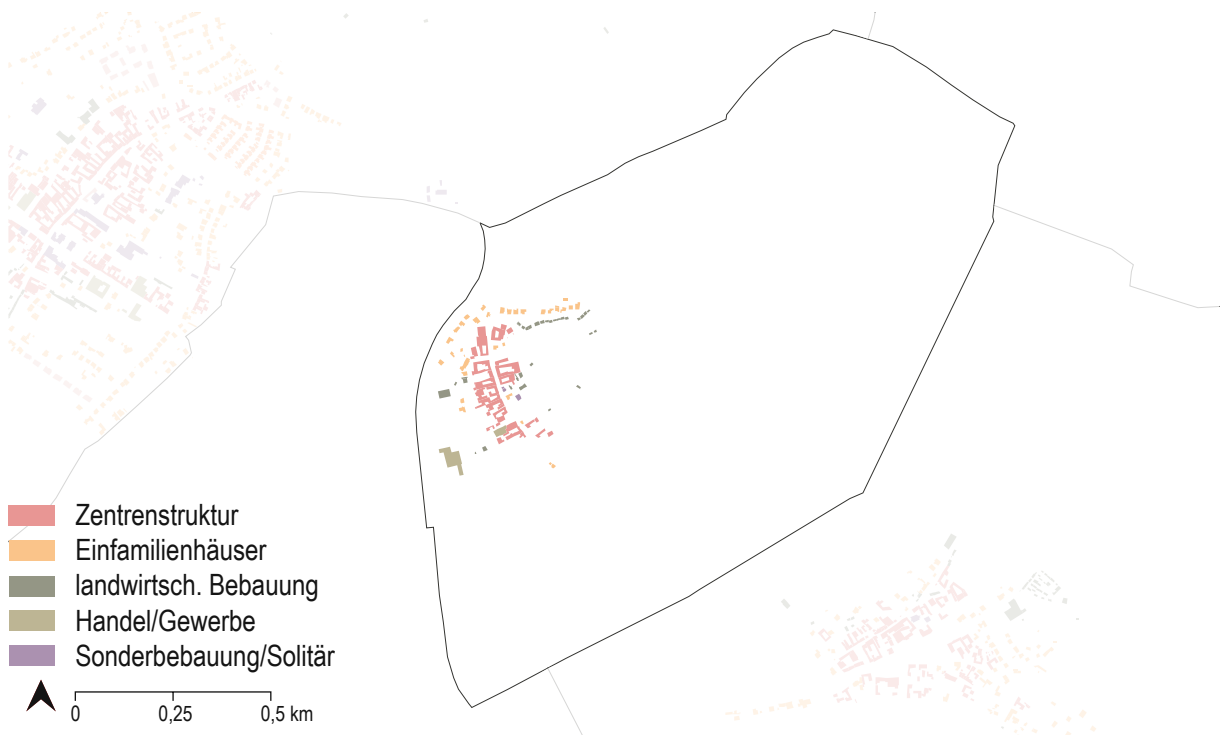 Zentrenstruktur
Einfamilienhäuser
landwirtsch. Bebauung
Handel/Gewerbe
Sonderbebauung/Solitär
0 0,25 0,5 km